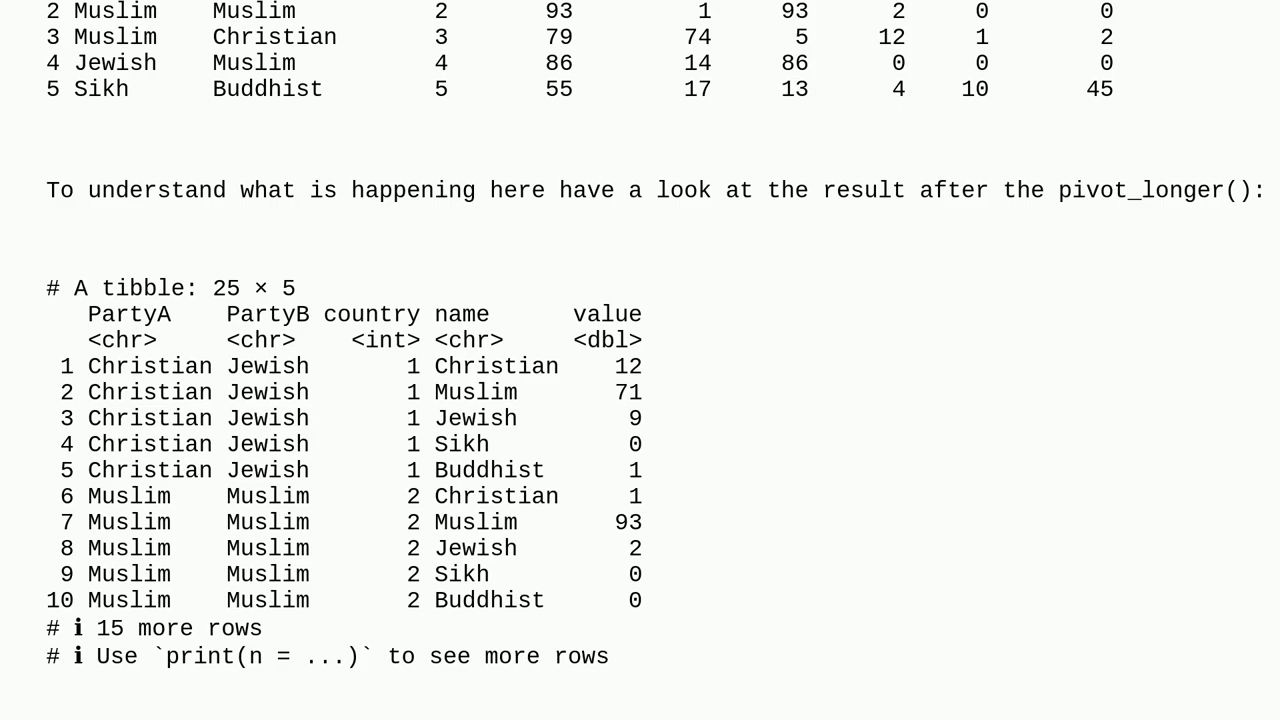 2 Muslim    Muslim          2       93         1     93      2     0        0
3 Muslim    Christian       3       79        74      5     12     1        2
4 Jewish    Muslim          4       86        14     86      0     0        0
5 Sikh      Buddhist        5       55        17     13      4    10       45
To understand what is happening here have a look at the result after the pivot_longer():
# A tibble: 25 × 5
   PartyA    PartyB country name      value
   <chr>     <chr>    <int> <chr>     <dbl>
 1 Christian Jewish       1 Christian    12
 2 Christian Jewish       1 Muslim       71
 3 Christian Jewish       1 Jewish        9
 4 Christian Jewish       1 Sikh          0
 5 Christian Jewish       1 Buddhist      1
 6 Muslim    Muslim       2 Christian     1
 7 Muslim    Muslim       2 Muslim       93
 8 Muslim    Muslim       2 Jewish        2
 9 Muslim    Muslim       2 Sikh          0
10 Muslim    Muslim       2 Buddhist      0
# ℹ 15 more rows
# ℹ Use `print(n = ...)` to see more rows